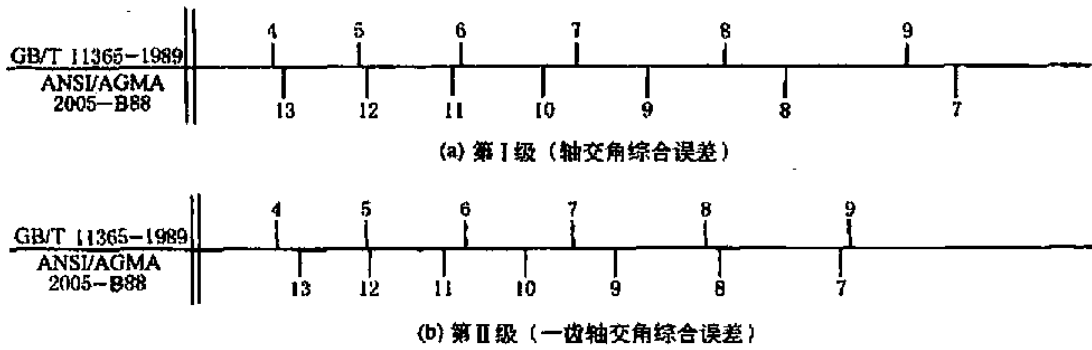 4 5 6 7 8 9
GB/T 11365-1989
ANSI/AGMA
2005-B88
13 12 11 10 9 8 7
(a) 第Ⅰ级（轴交角综合误差）
4 5 6 7 8 9
GB/T 11365-1989
ANSI/AGMA
2005-B88
13 12 11 10 9 8 7
(b) 第Ⅱ级（一齿轴交角综合误差）